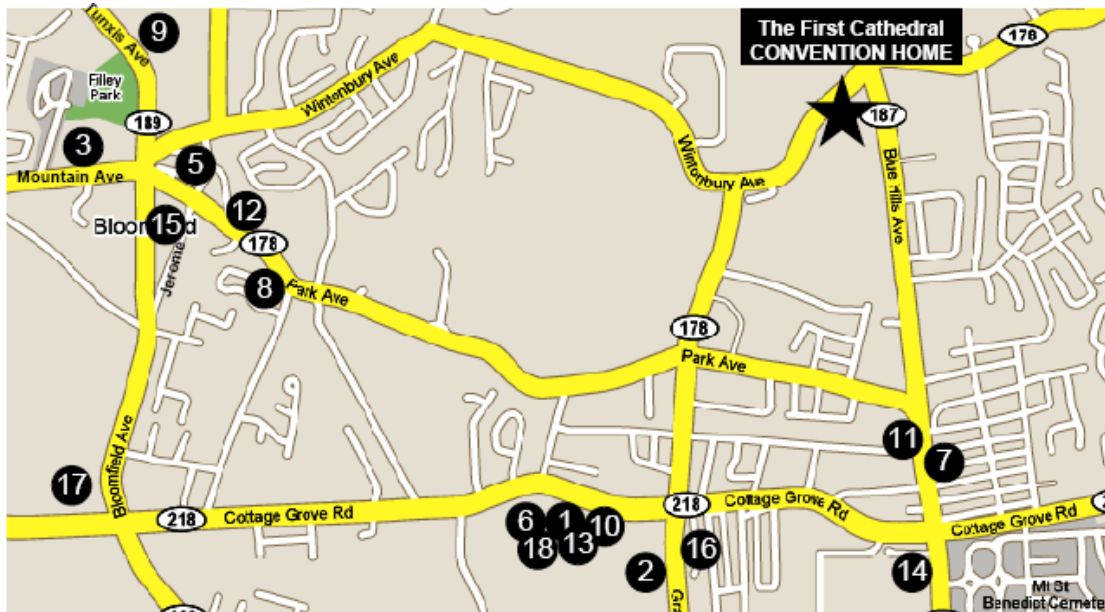 Tunxis Ave
9
The First Cathedral
CONVENTION HOME
178
Filley
Park
Wintonbury Ave
189
187
3
5
Mountain Ave
Wintonbury Ave
Blue Hills Ave
15
12
178
Jerome
8
Park Ave
178
Park Ave
11
7
Bloomfield Ave
17
218
Cottage Grove Rd
6
1
10
18
13
218
Cottage Grove Rd
Cottage Grove Rd
2
16
14
Mt St
Benedict Cemete